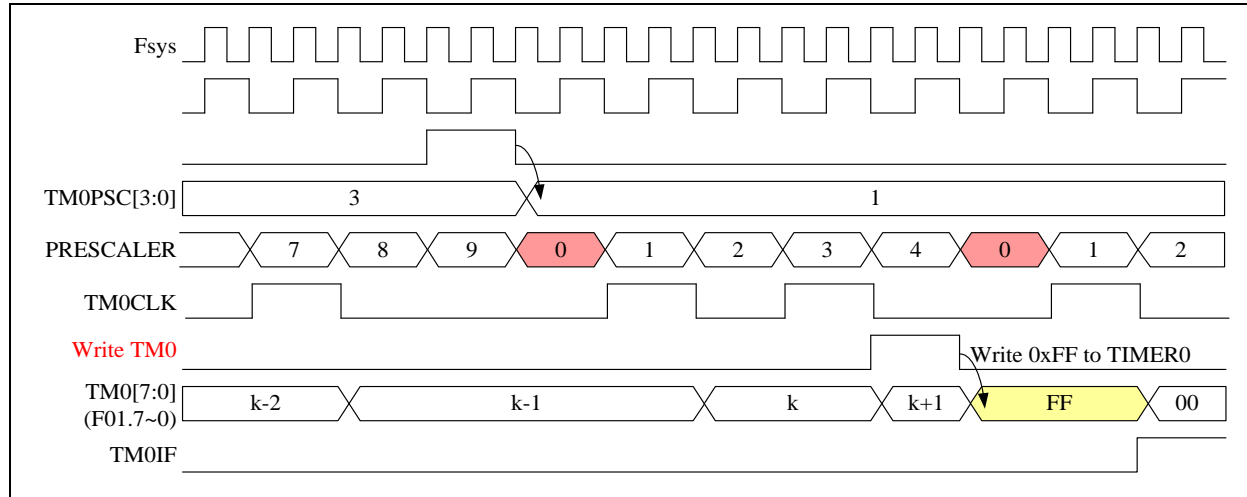 Fsys
TM0PSC[3:0]
3
1
PRESCALER
7 8 9 0 1 2 3 4 0 1 2
TM0CLK
Write TM0
Write 0xFF to TIMER0
TM0[7:0]
(F01.7~0)
k-2 k-1 k k+1 FF 00
TM0IF